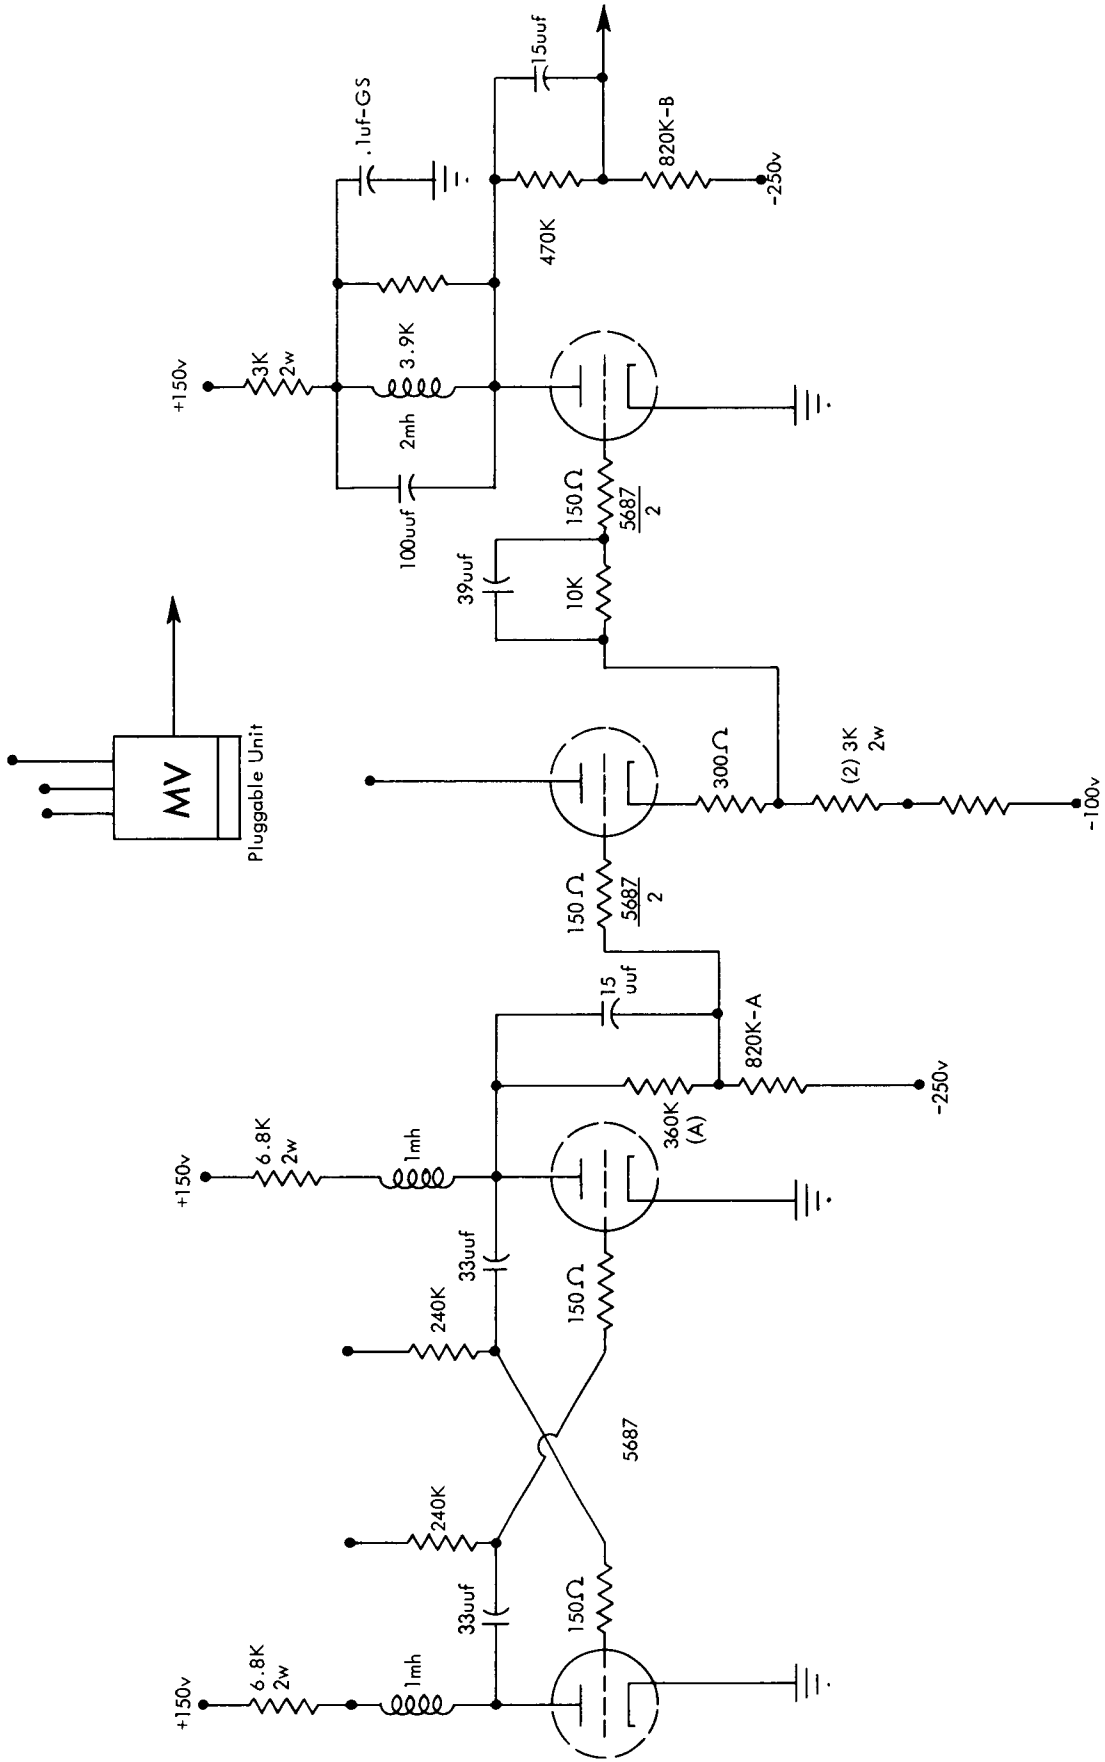 MV
Pluggable Unit
+150v
6.8K
2w
1mh
33uuf
240K
150Ω
5687
240K
33uuf
150Ω
+150v
6.8K
2w
1mh
360K
(A)
15
uuf
820K-A
-250v
150Ω
5687
2
300Ω
(2) 3K
2w
-100v
39uuf
10K
150Ω
5687
2
100uuf
2mh
3.9K
+150v
3K
2w
.1uf-GS
470K
15uuf
820K-B
-250v